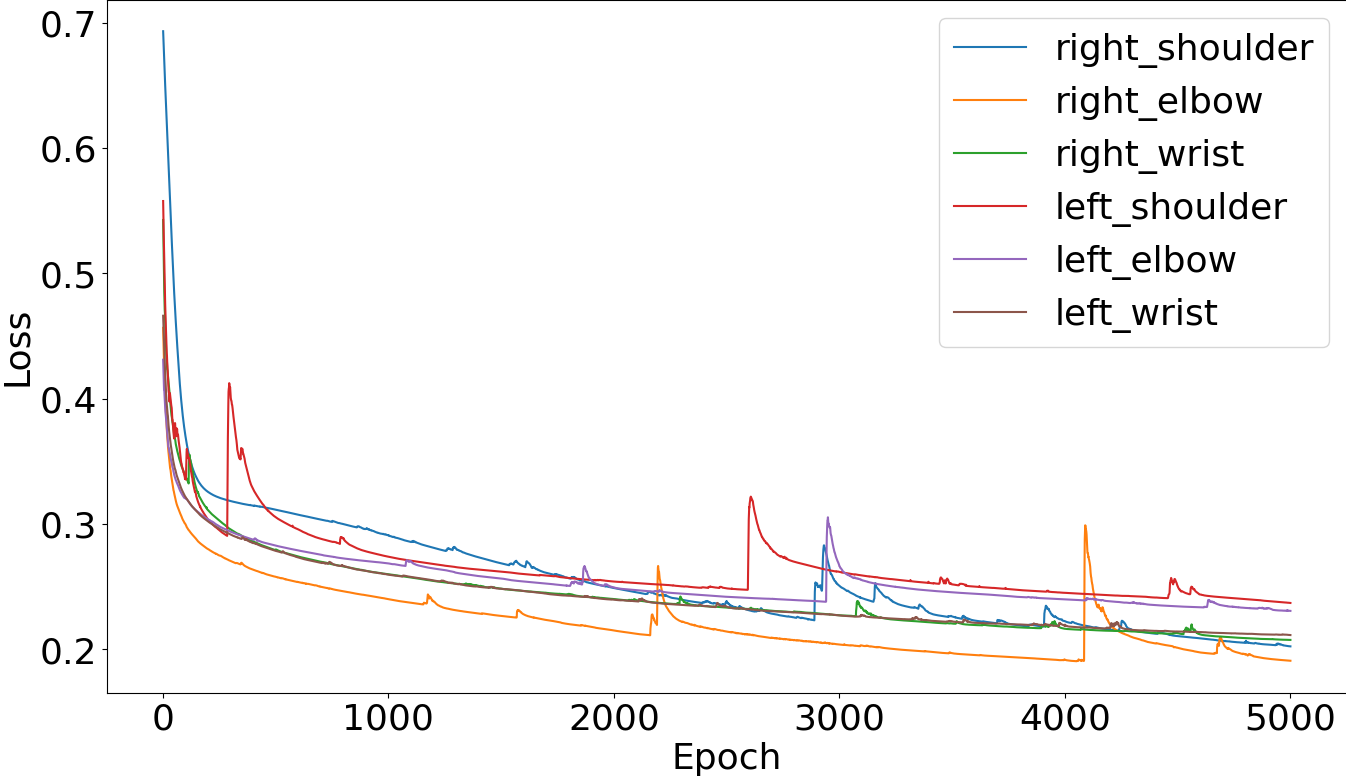 0.7
0.6
0.5
0.4
0.3
0.2
Loss
right_shoulder
right_elbow
right_wrist
left_shoulder
left_elbow
left_wrist
0 1000 2000 3000 4000 5000
Epoch